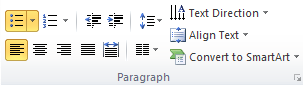 Text Direction
Align Text
Convert to SmartArt
Paragraph